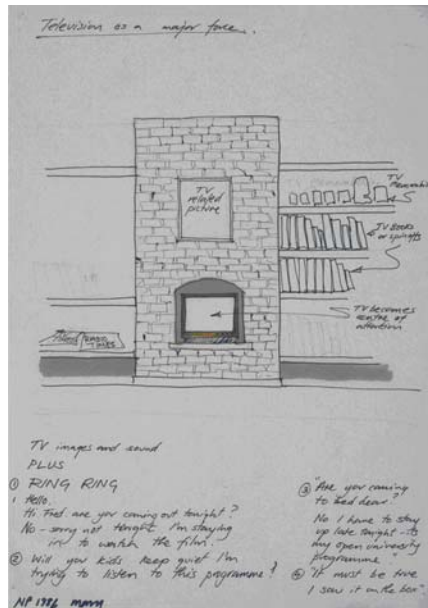 Television as a major force.
TV
related
picture
TV
TV Books
or spinoffs
TV becomes
centre of
attention
RADIO
TIMES
TV images and sound
PLUS
① RING RING
Hello.
Hi Fred. are you coming out tonight?
No - sorry not tonight I'm staying
in to watch the film.
② Will you kids keep quiet I'm
trying to listen to this programme!
③ "Are you coming
to bed dear?"
No I have to stay
up late tonight - its
my open university
programme."
④ "It must be true
I saw it on the box"
NP 1986